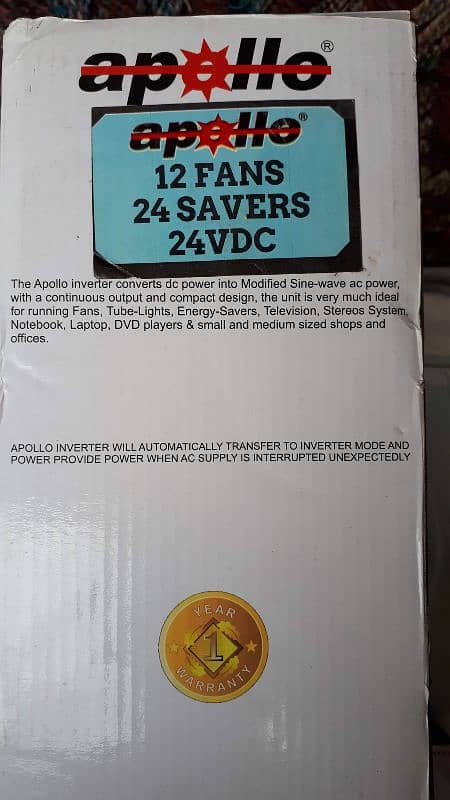 apollo®
apollo®
12 FANS
24 SAVERS
24VDC
The Apollo inverter converts dc power into Modified Sine-wave ac power,
with a continuous output and compact design, the unit is very much ideal
for running Fans, Tube-Lights, Energy-Savers, Television, Stereos System,
Notebook, Laptop, DVD players & small and medium sized shops and
offices.
APOLLO INVERTER WILL AUTOMATICALLY TRANSFER TO INVERTER MODE AND
POWER PROVIDE POWER WHEN AC SUPPLY IS INTERRUPTED UNEXPECTEDLY
YEAR
1
WARRANTY